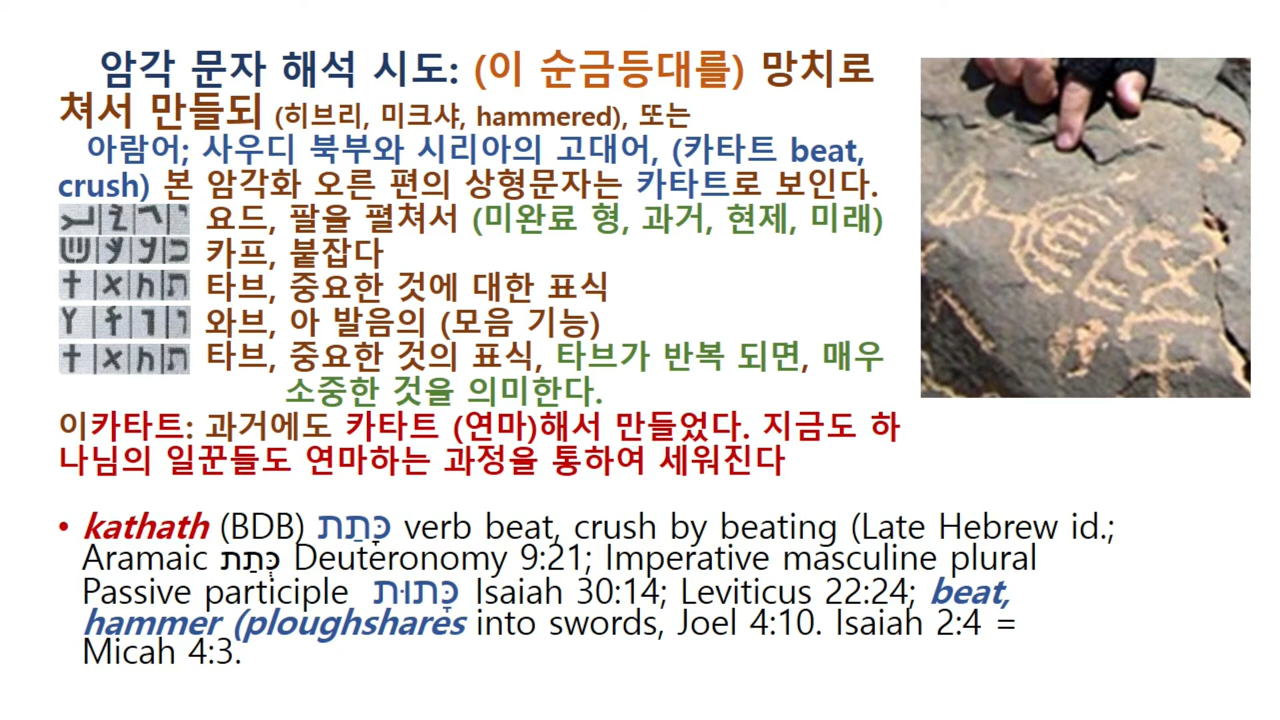 암각 문자 해석 시도: (이 순금등대를) 망치로
쳐서 만들되 (히브리, 미크샤, hammered), 또는
아람어; 사우디 북부와 시리아의 고대어, (카타트 beat,
crush) 본 암각화 오른 편의 상형문자는 카타트로 보인다.
요드, 팔을 펼쳐서 (미완료 형, 과거, 현제, 미래)
카프, 붙잡다
타브, 중요한 것에 대한 표식
와브, 아 발음의 (모음 기능)
타브, 중요한 것의 표식, 타브가 반복 되면, 매우
소중한 것을 의미한다.
이카타트: 과거에도 카타트 (연마)해서 만들었다. 지금도 하
나님의 일꾼들도 연마하는 과정을 통하여 세워진다
• kathath (BDB) כָּתַת verb beat, crush by beating (Late Hebrew id.;
Aramaic כְּתַת Deuteronomy 9:21; Imperative masculine plural
Passive participle כָּתוּת Isaiah 30:14; Leviticus 22:24; beat,
hammer (ploughshares into swords, Joel 4:10. Isaiah 2:4 =
Micah 4:3.